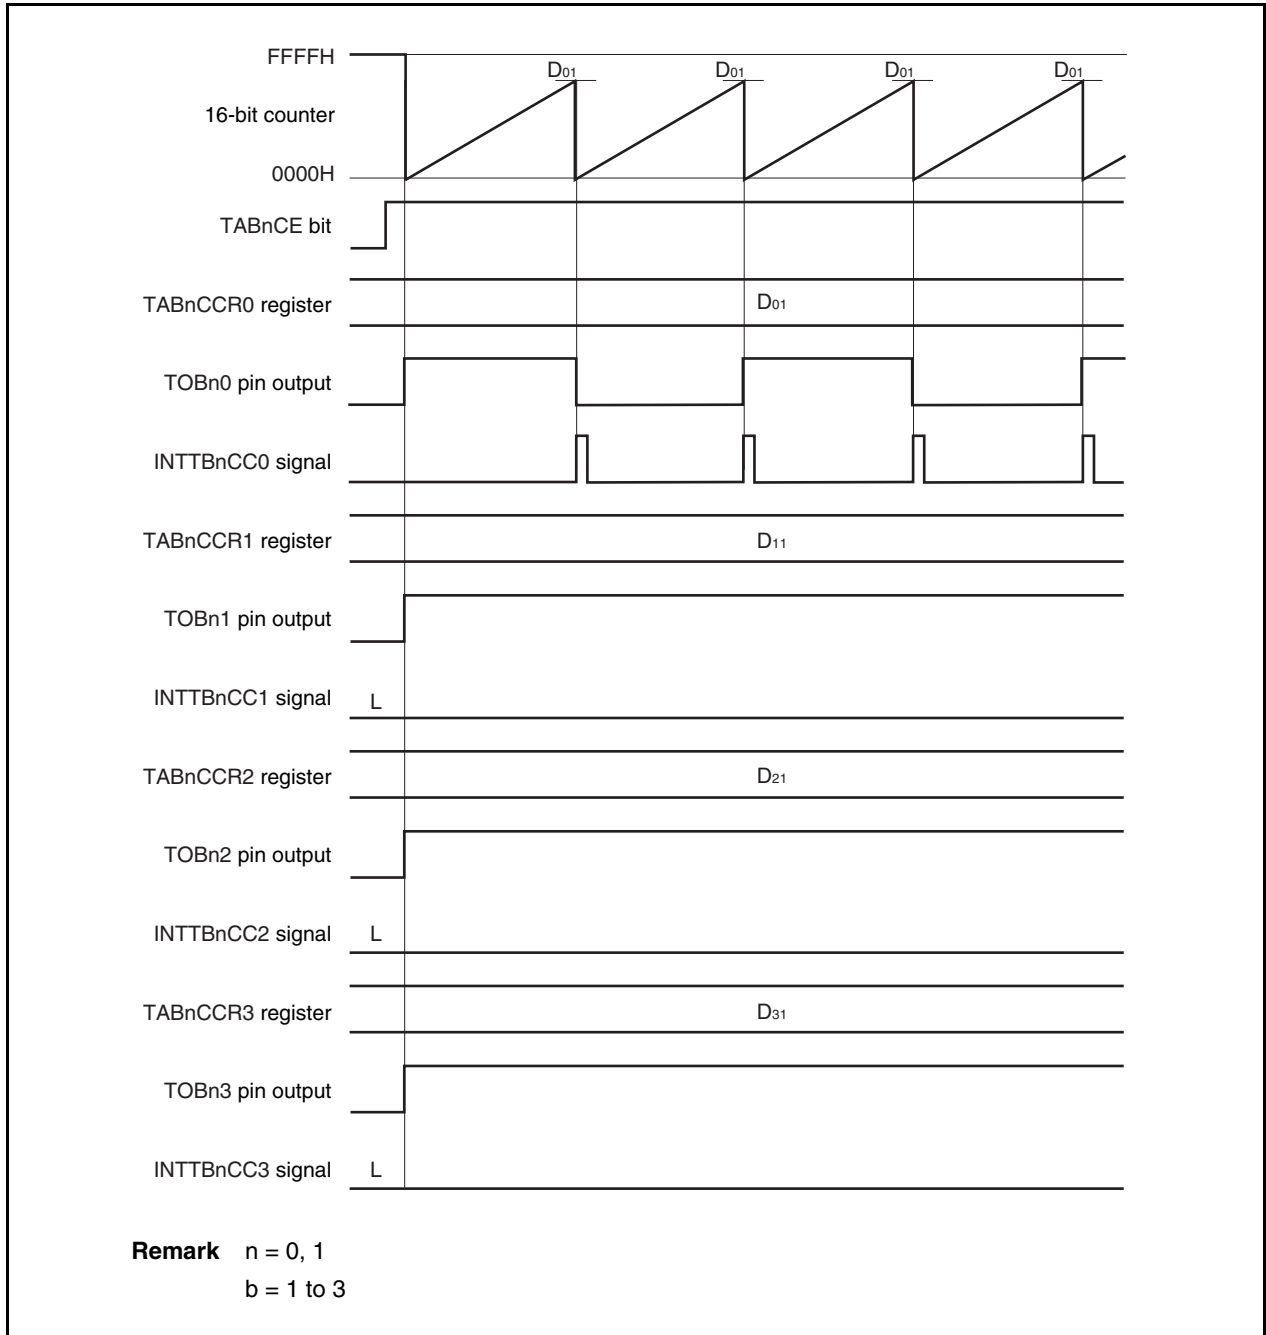 FFFFH
D01 D01 D01 D01
16-bit counter
0000H
TABnCE bit
TABnCCR0 register D01
TOBn0 pin output
INTTBnCC0 signal
TABnCCR1 register D11
TOBn1 pin output
INTTBnCC1 signal L
TABnCCR2 register D21
TOBn2 pin output
INTTBnCC2 signal L
TABnCCR3 register D31
TOBn3 pin output
INTTBnCC3 signal L
Remark n = 0, 1
b = 1 to 3